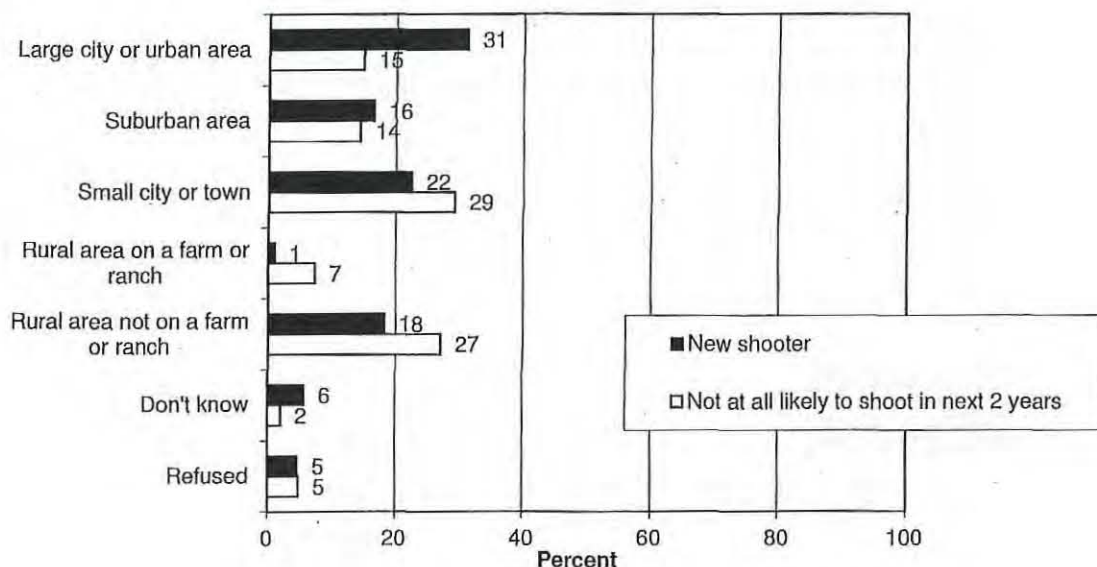 Large city or urban area
31
15
Suburban area
16
14
Small city or town
22
29
Rural area on a farm or
ranch
1
7
Rural area not on a farm
or ranch
18
27
Don't know
6
2
Refused
5
5
New shooter
Not at all likely to shoot in next 2 years
0 20 40 60 80 100
Percent